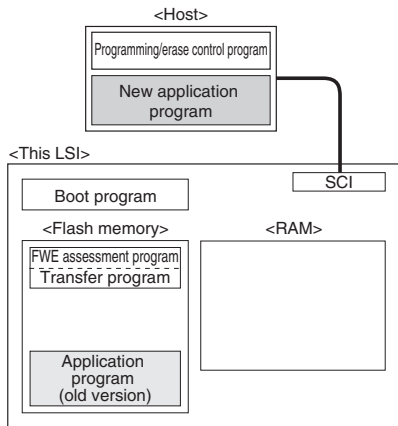 <Host>
Programming/erase control program
New application
program
<This LSI>
SCI
Boot program
<Flash memory>
<RAM>
FWE assessment program
Transfer program
Application
program
(old version)